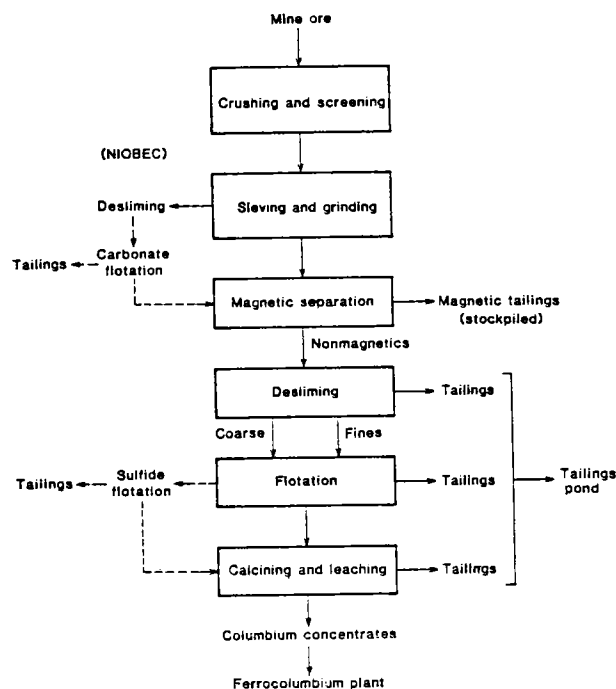 Mine ore
Crushing and screening
(NIOBEC)
Desliming
Sieving and grinding
Tailings
Carbonate
flotation
Magnetic separation
Magnetic tailings
(stockpiled)
Nonmagnetics
Desliming
Tailings
Coarse
Fines
Tailings
Sulfide
flotation
Flotation
Tailings
Tailings
pond
Calcining and leaching
Tailings
Columbium concentrates
Ferrocolumbium plant